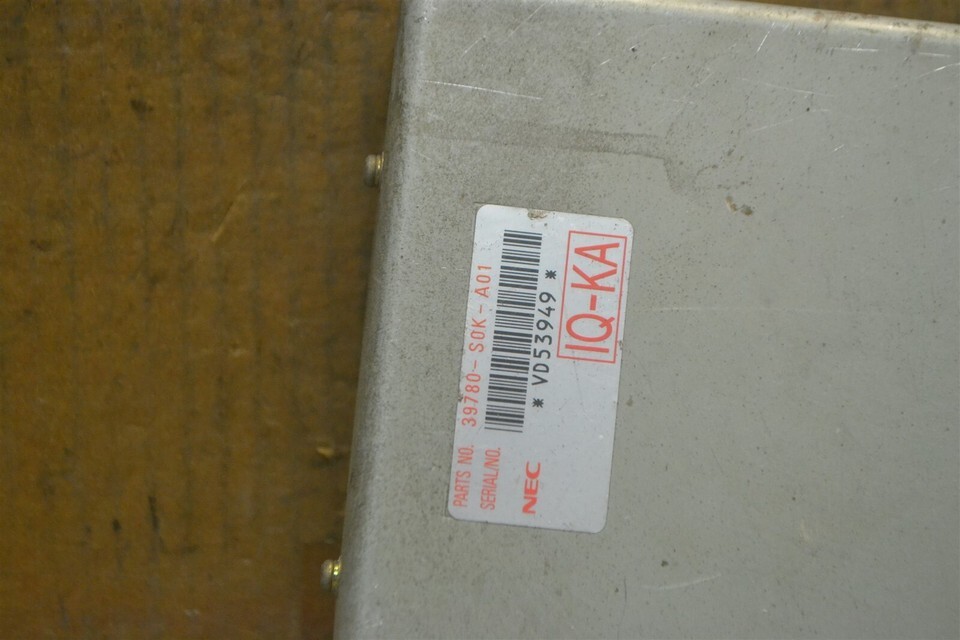 PARTS NO. 39780-S0K-A01
SERIAL/NO.
* VD53949 *
NEC
IQ-KA